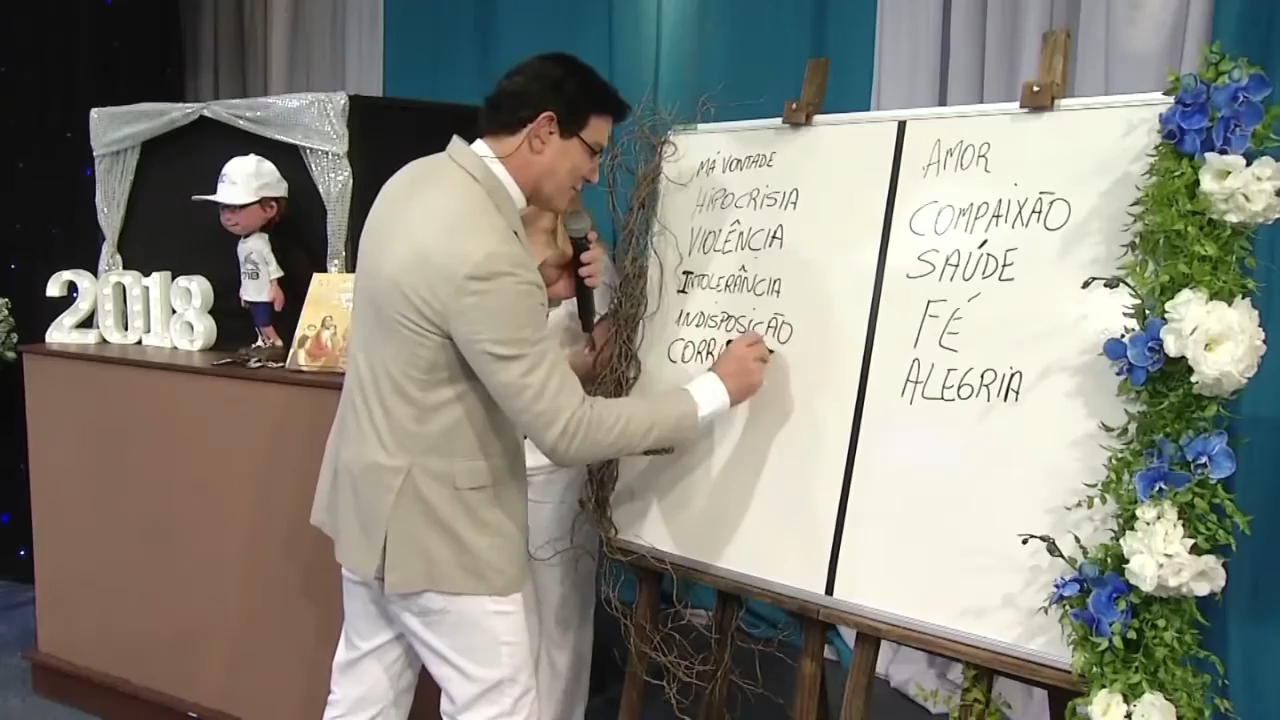 2018
MÁ VONTADE
HIPOCRISIA
VIOLÊNCIA
INTOLERÂNCIA
INDISPOSIÇÃO
AMOR
COMPAIXÃO
SAÚDE
FÉ
ALEGRIA